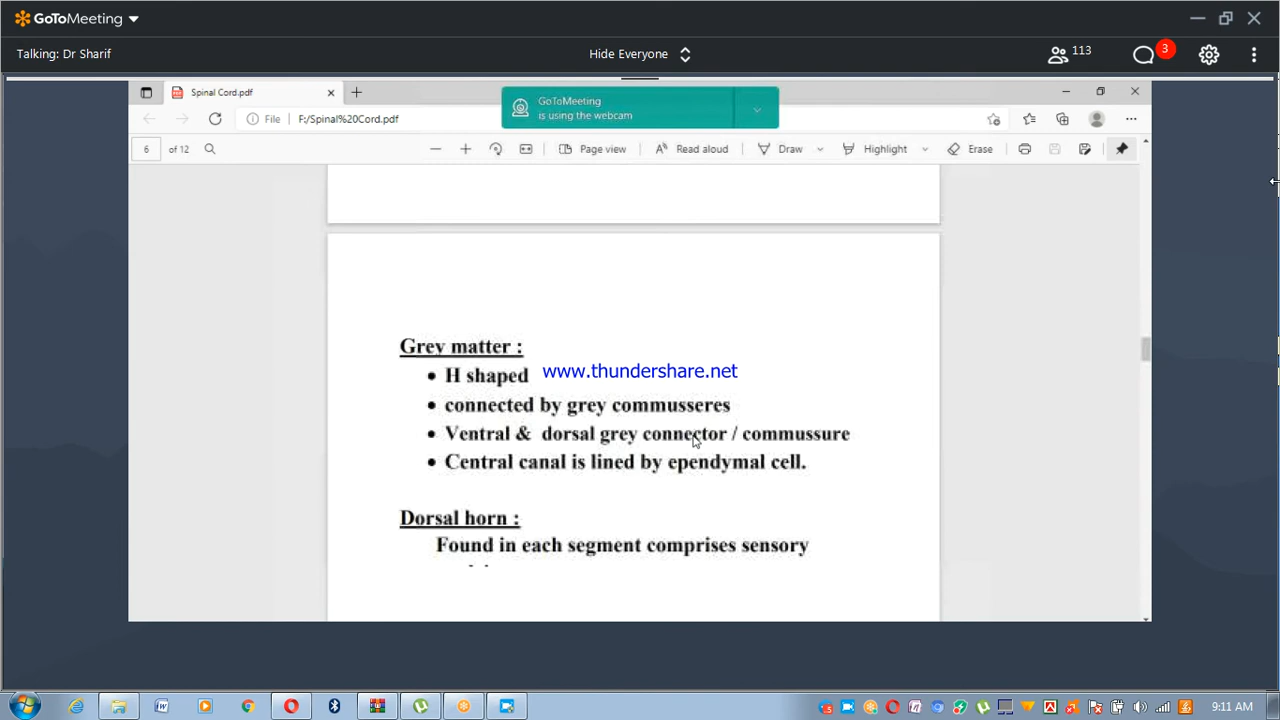 GoToMeeting
Talking: Dr Sharif
Hide Everyone
113
3
Spinal Cord.pdf
GoToMeeting
is using the webcam
File
F:/Spinal%20Cord.pdf
6
of 12
Page view
Read aloud
Draw
Highlight
Erase
Grey matter :
• H shaped
www.thundershare.net
• connected by grey commusseres
• Ventral & dorsal grey connector / commussure
• Central canal is lined by ependymal cell.
Dorsal horn :
Found in each segment comprises sensory
9:11 AM